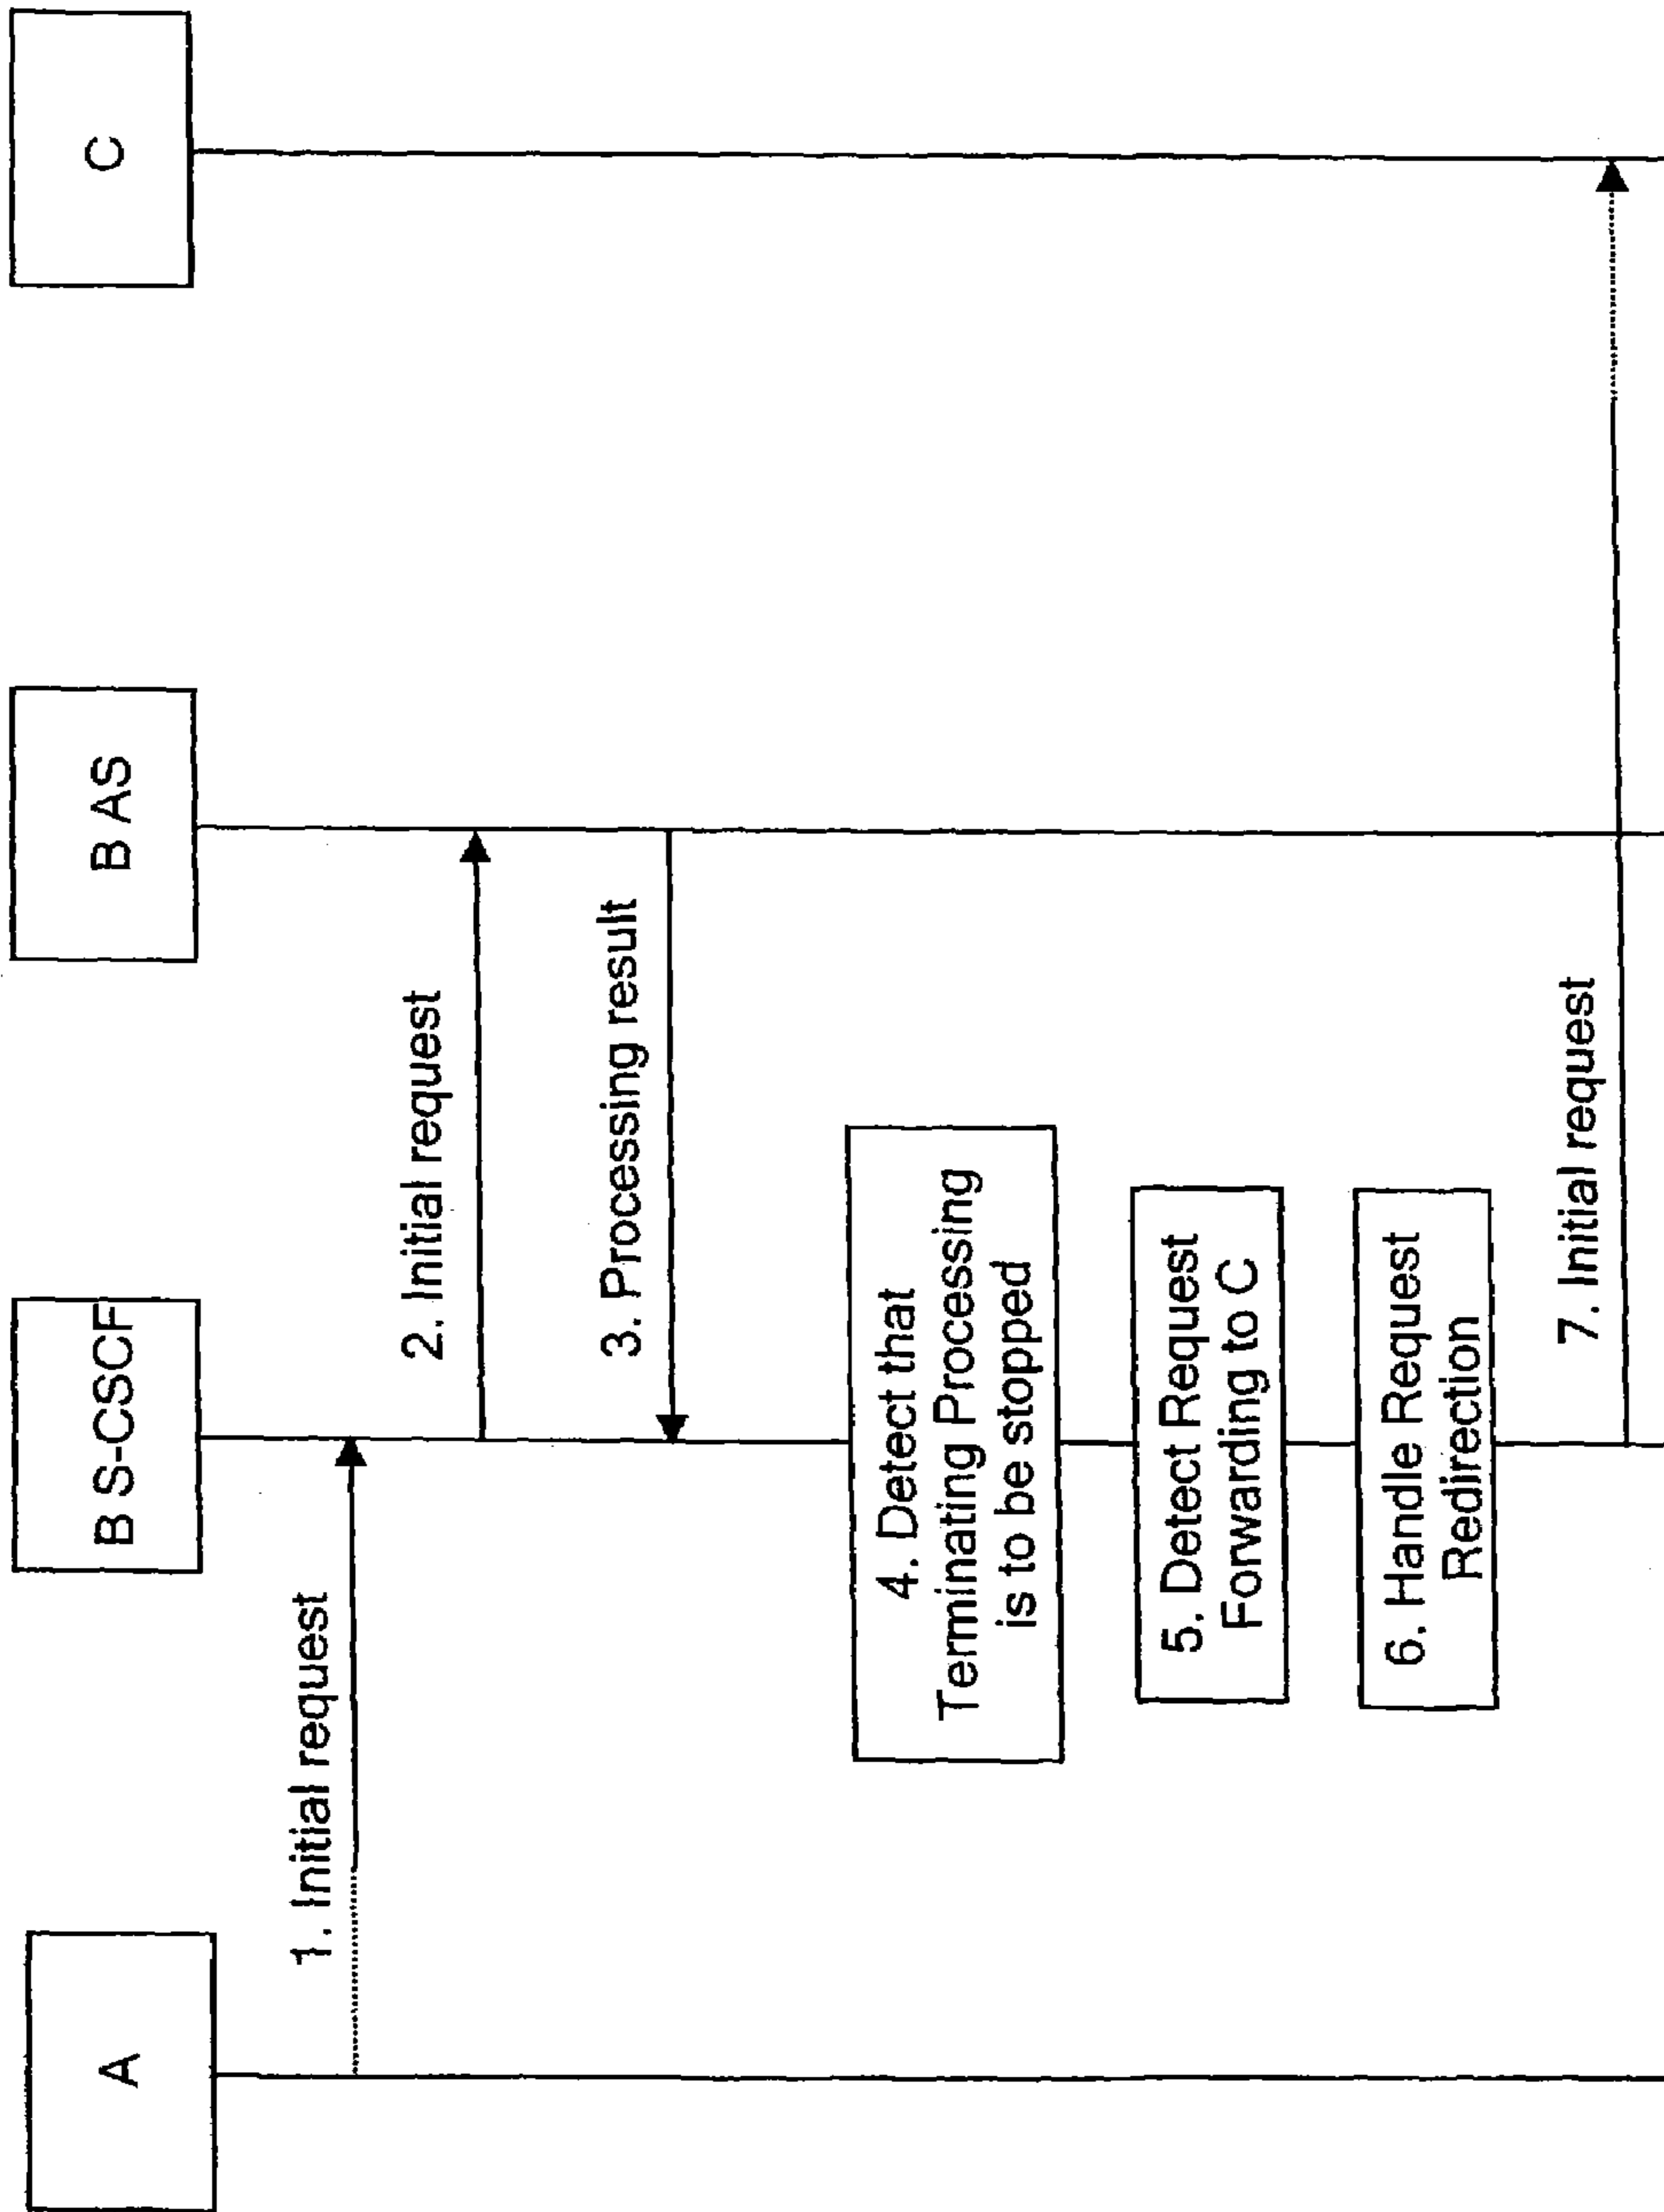 A
B S-CSCF
B AS
C
1. Initial request
2. Initial request
3. Processing result
4. Detect that
Terminating Processing
is to be stopped
5. Detect Request
Forwarding to C
6. Handle Request
Redirection
7. Initial request